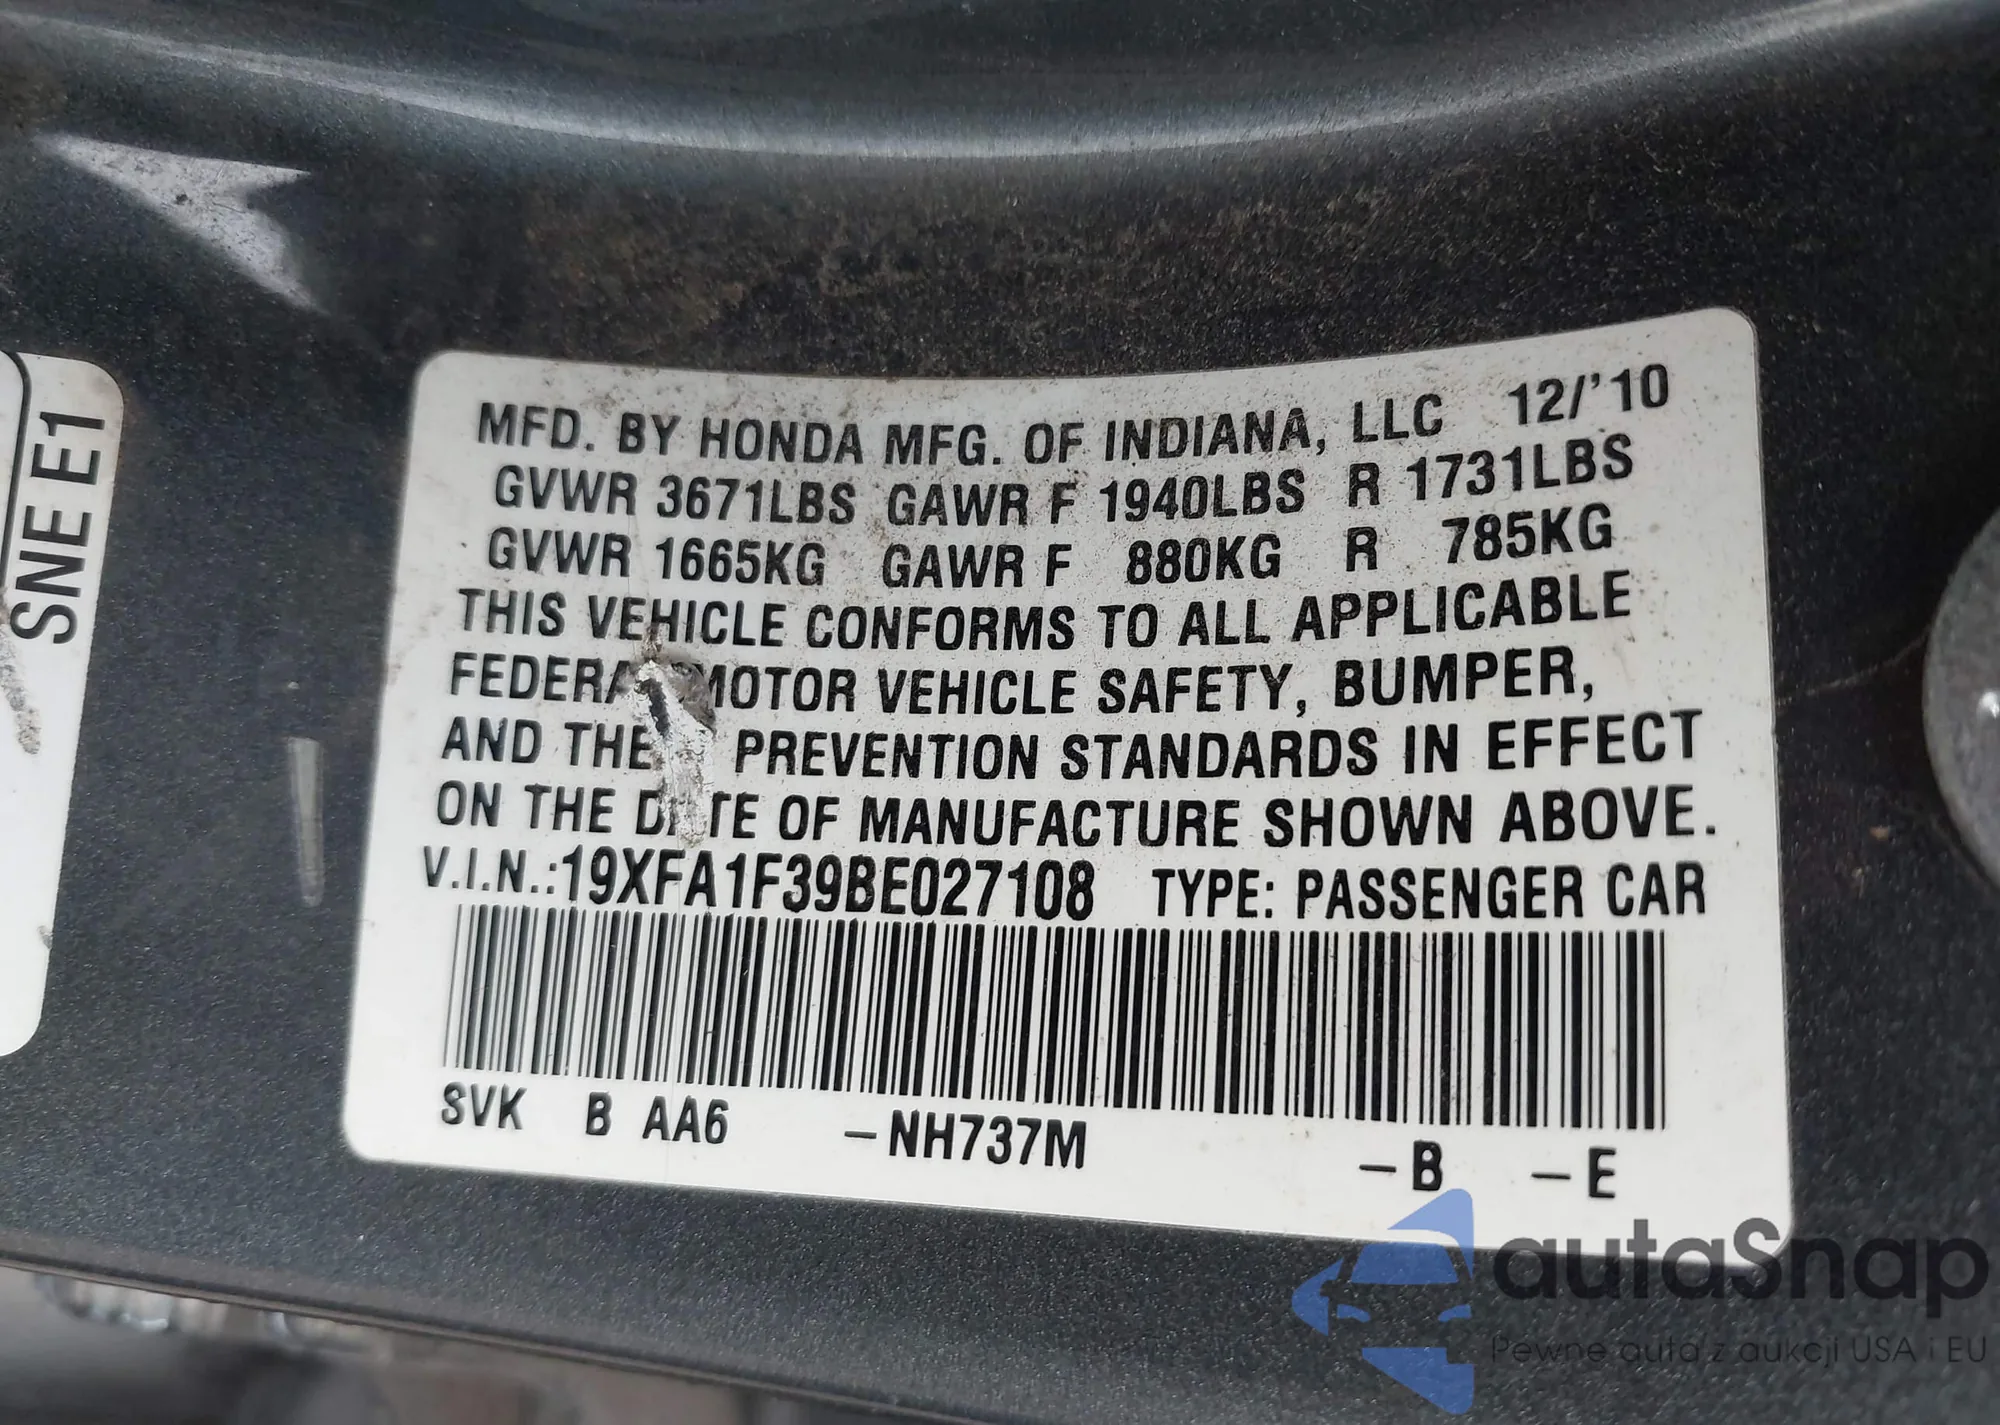 SNE E1
MFD. BY HONDA MFG. OF INDIANA, LLC 12/'10
GVWR 3671LBS GAWR F 1940LBS R 1731LBS
GVWR 1665KG GAWR F 880KG R 785KG
THIS VEHICLE CONFORMS TO ALL APPLICABLE
MOTOR VEHICLE SAFETY, BUMPER,
AND PREVENTION STANDARDS IN EFFECT
ON THE DATE OF MANUFACTURE SHOWN ABOVE.
V.I.N.:19XFA1F39BE027108 TYPE: PASSENGER CAR
SVK B AA6 -NH737M -B -E
autaSnap
Pewne auta z aukcji USA i EU